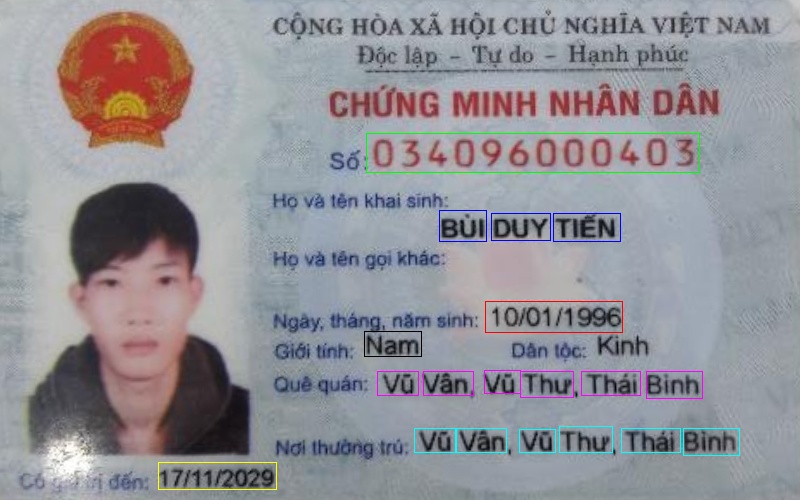 CỘNG HÒA XÃ HỘI CHỦ NGHĨA VIỆT NAM
Độc lập - Tự do - Hạnh phúc
CHỨNG MINH NHÂN DÂN
Số: 034096000403
Họ và tên khai sinh:
BÙI DUY TIẾN
Họ và tên gọi khác:
Ngày, tháng, năm sinh: 10/01/1996
Giới tính: Nam Dân tộc: Kinh
Quê quán: Vũ Vân, Vũ Thư, Thái Bình
Nơi thường trú: Vũ Vân, Vũ Thư, Thái Bình
Có giá trị đến: 17/11/2029